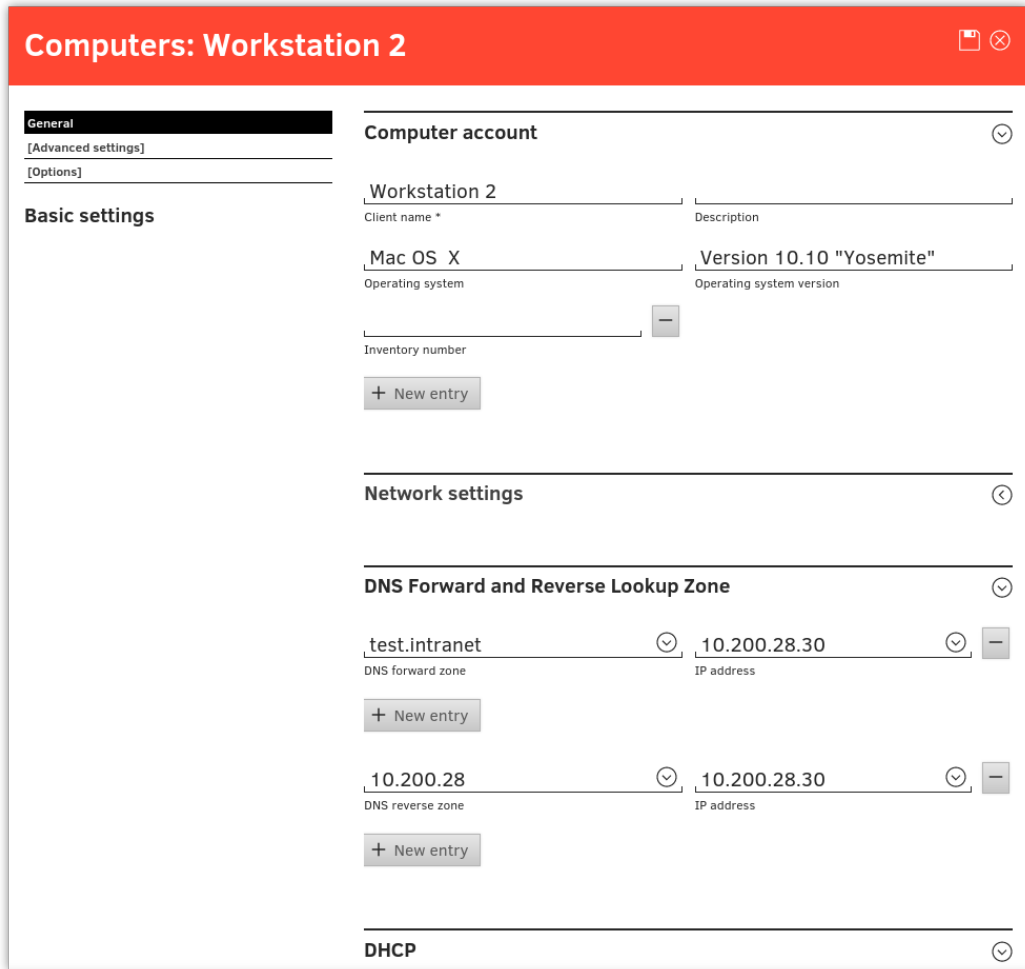 Computers: Workstation 2
General
[Advanced settings]
[Options]
Basic settings
Computer account
Workstation 2
Client name *
Description
Mac OS  X
Version 10.10 "Yosemite"
Operating system
Operating system version
Inventory number
+ New entry
Network settings
DNS Forward and Reverse Lookup Zone
test.intranet
10.200.28.30
DNS forward zone
IP address
+ New entry
10.200.28
10.200.28.30
DNS reverse zone
IP address
+ New entry
DHCP